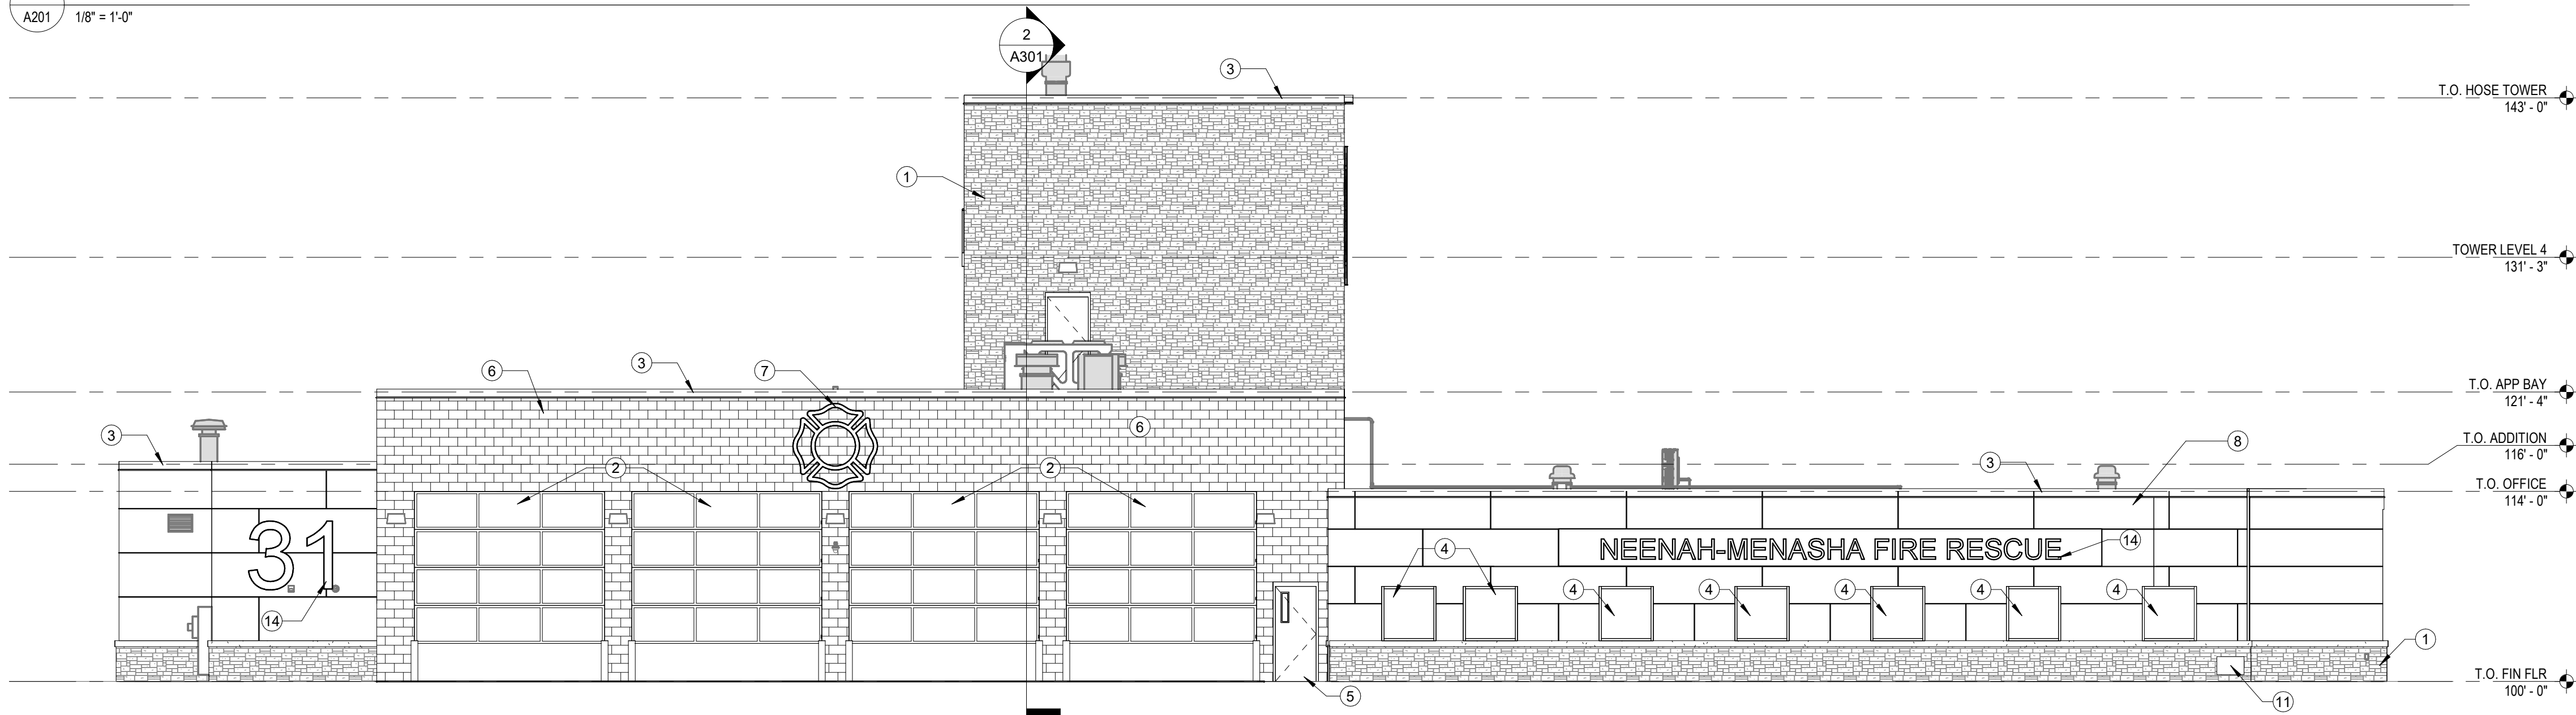 A201
1/8" = 1'-0"
2
A301
3
T.O. HOSE TOWER
143' - 0"
1
TOWER LEVEL 4
131' - 3"
6
3
7
T.O. APP BAY
121' - 4"
3
6
T.O. ADDITION
116' - 0"
8
2
2
3
T.O. OFFICE
114' - 0"
31
NEENAH-MENASHA FIRE RESCUE
14
4
4
4
4
4
4
14
1
5
11
T.O. FIN FLR
100' - 0"